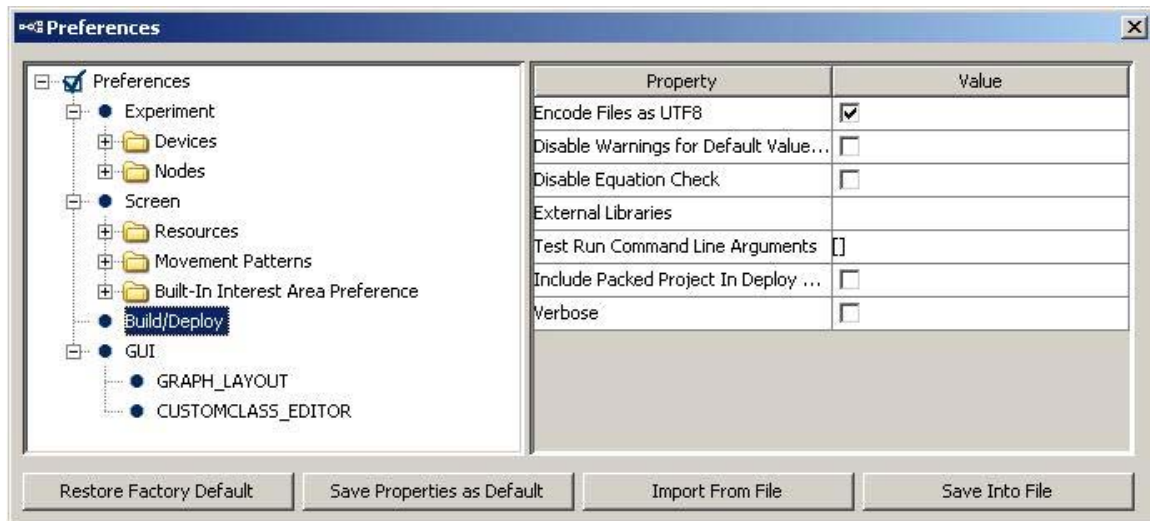 Preferences
Preferences
Experiment
Devices
Nodes
Screen
Resources
Movement Patterns
Built-In Interest Area Preference
Build/Deploy
GUI
GRAPH_LAYOUT
CUSTOMCLASS_EDITOR
Property Value
Encode Files as UTF8
Disable Warnings for Default Value...
Disable Equation Check
External Libraries
Test Run Command Line Arguments []
Include Packed Project In Deploy ...
Verbose
Restore Factory Default Save Properties as Default Import From File Save Into File